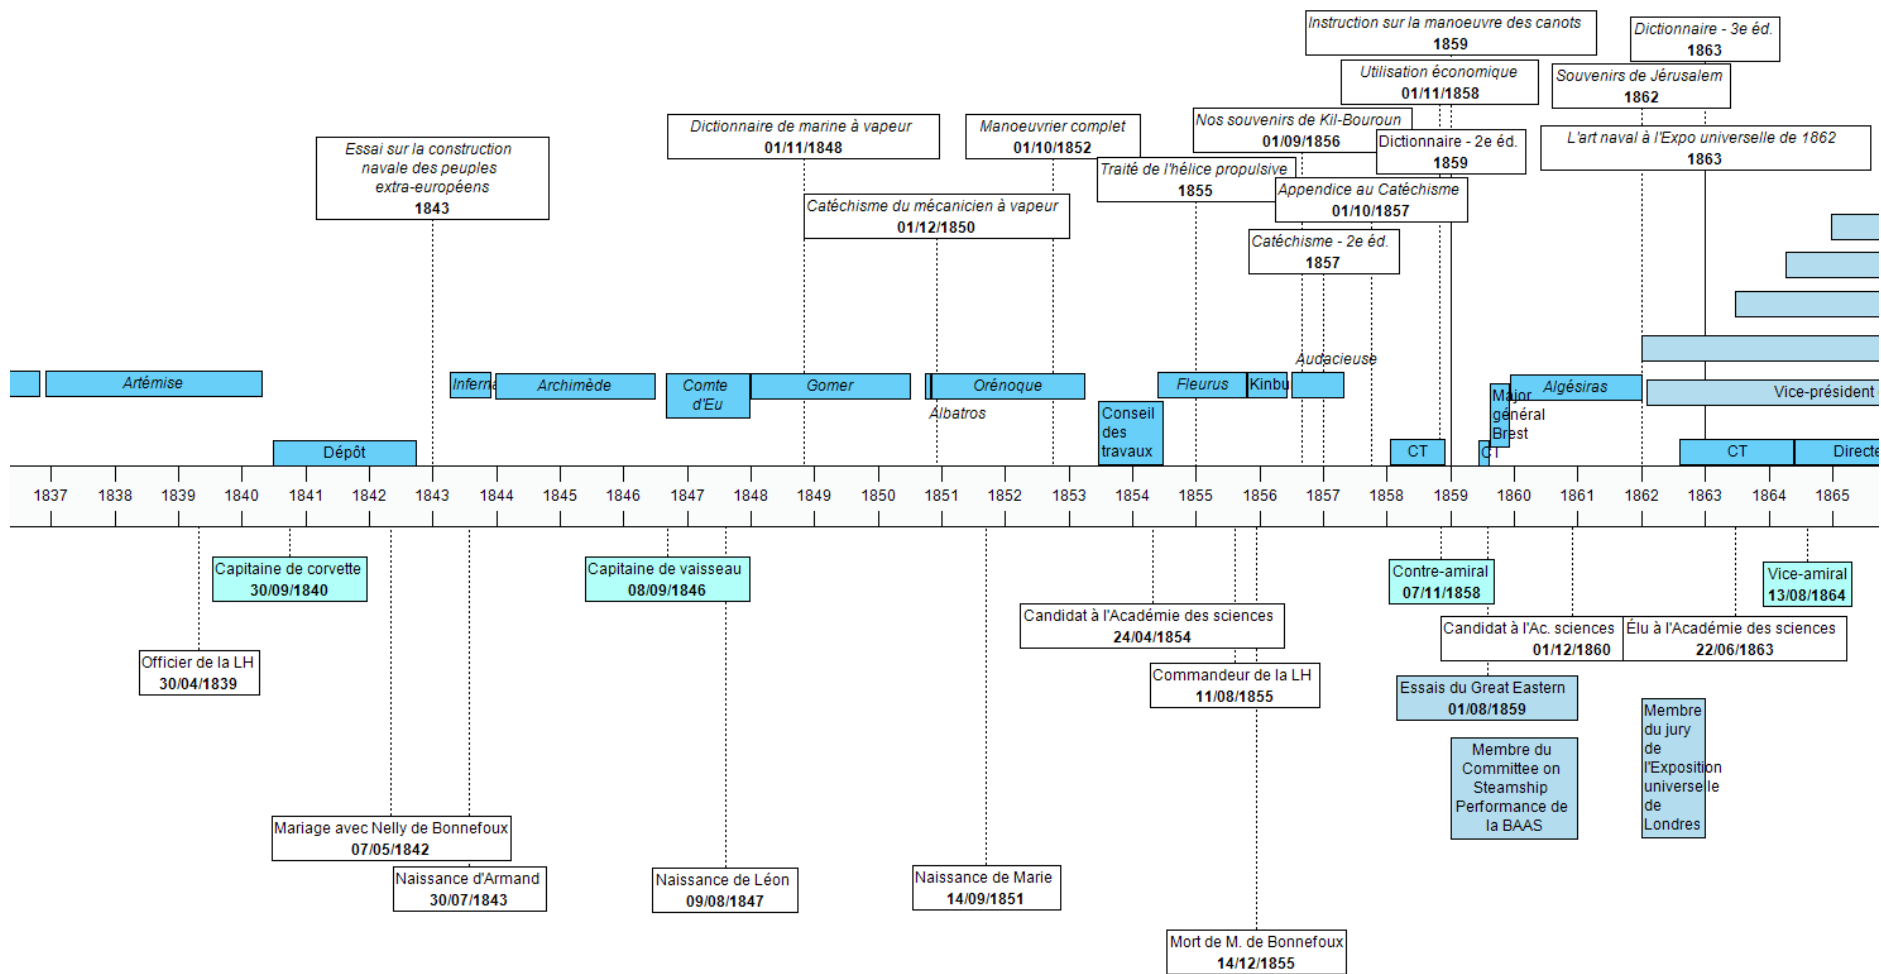 Instruction sur la manoeuvre des canots
1859
Dictionnaire - 3e éd.
1863
Utilisation économique
01/11/1858
Souvenirs de Jérusalem
1862
Dictionnaire de marine à vapeur
01/11/1848
Manoeuvrier complet
01/10/1852
Nos souvenirs de Kil-Bouroun
01/09/1856
Dictionnaire - 2e éd.
1859
L'art naval à l'Expo universelle de 1862
1863
Essai sur la construction
navale des peuples
extra-européens
1843
Traité de l'hélice propulsive
1855
Appendice au Catéchisme
01/10/1857
Catéchisme du mécanicien à vapeur
01/12/1850
Catéchisme - 2e éd.
1857
Audacieuse
Artémise
Inferna
Archimède
Comte
d'Eu
Gomer
Orénoque
Albatros
Fleurus
Kinbu
Algésiras
Vice-président
Major
général
Brest
Conseil
des
travaux
Dépôt
CT
CT
CT
Directe
1837
1838
1839
1840
1841
1842
1843
1844
1845
1846
1847
1848
1849
1850
1851
1852
1853
1854
1855
1856
1857
1858
1859
1860
1861
1862
1863
1864
1865
Capitaine de corvette
30/09/1840
Capitaine de vaisseau
08/09/1846
Contre-amiral
07/11/1858
Vice-amiral
13/08/1864
Candidat à l'Académie des sciences
24/04/1854
Candidat à l'Ac. sciences
01/12/1860
Élu à l'Académie des sciences
22/06/1863
Officier de la LH
30/04/1839
Commandeur de la LH
11/08/1855
Essais du Great Eastern
01/08/1859
Membre
du jury
de
l'Exposition
universelle
de
Londres
Membre du
Committee on
Steamship
Performance de
la BAAS
Mariage avec Nelly de Bonnefoux
07/05/1842
Naissance d'Armand
30/07/1843
Naissance de Léon
09/08/1847
Naissance de Marie
14/09/1851
Mort de M. de Bonnefoux
14/12/1855